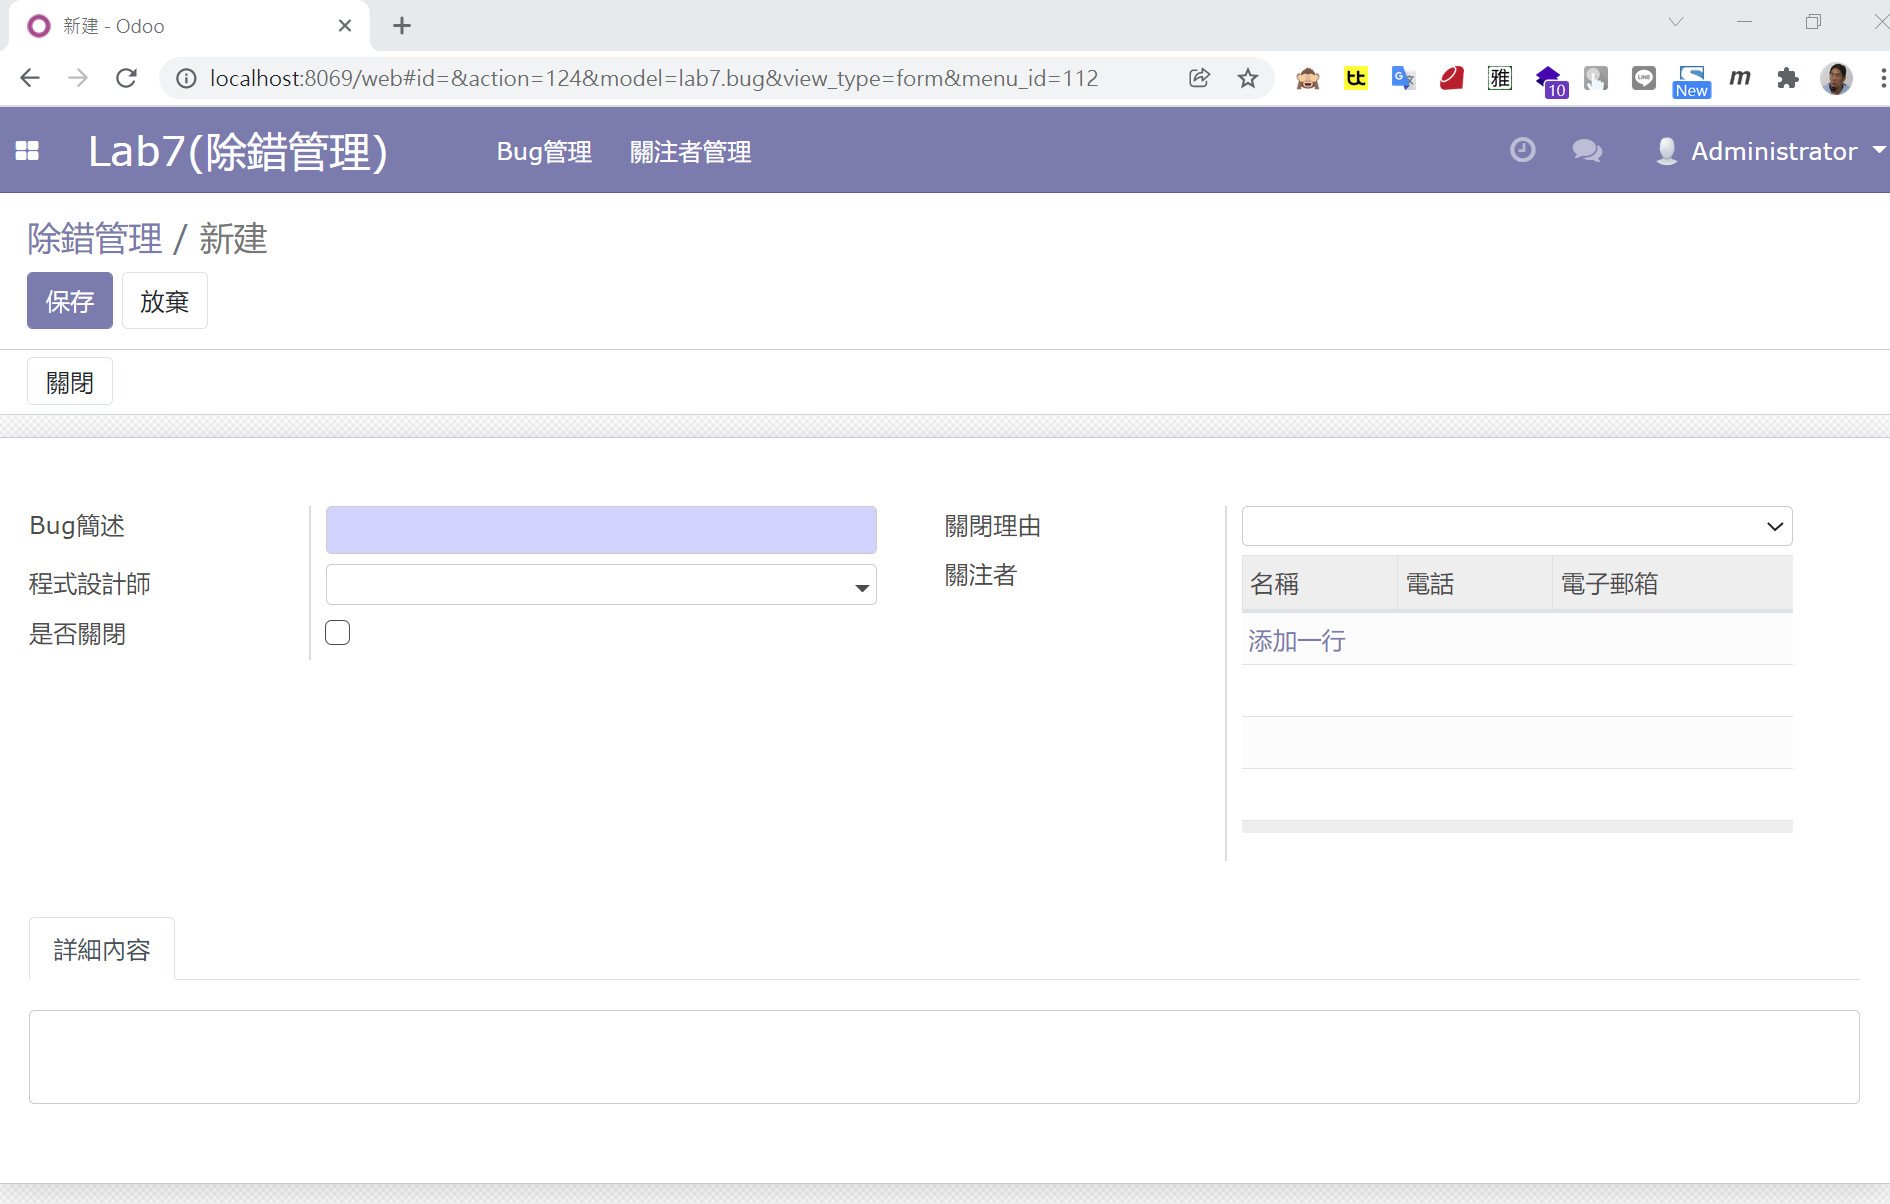 新建 - Odoo
localhost:8069/web#id=&action=124&model=lab7.bug&view_type=form&menu_id=112
tt
G
雅
10
LINE
New
m
Lab7(除錯管理)
Bug管理
關注者管理
Administrator
除錯管理 / 新建
保存
放棄
關閉
Bug簡述
程式設計師
是否關閉
關閉理由
關注者
名稱
電話
電子郵箱
添加一行
詳細內容